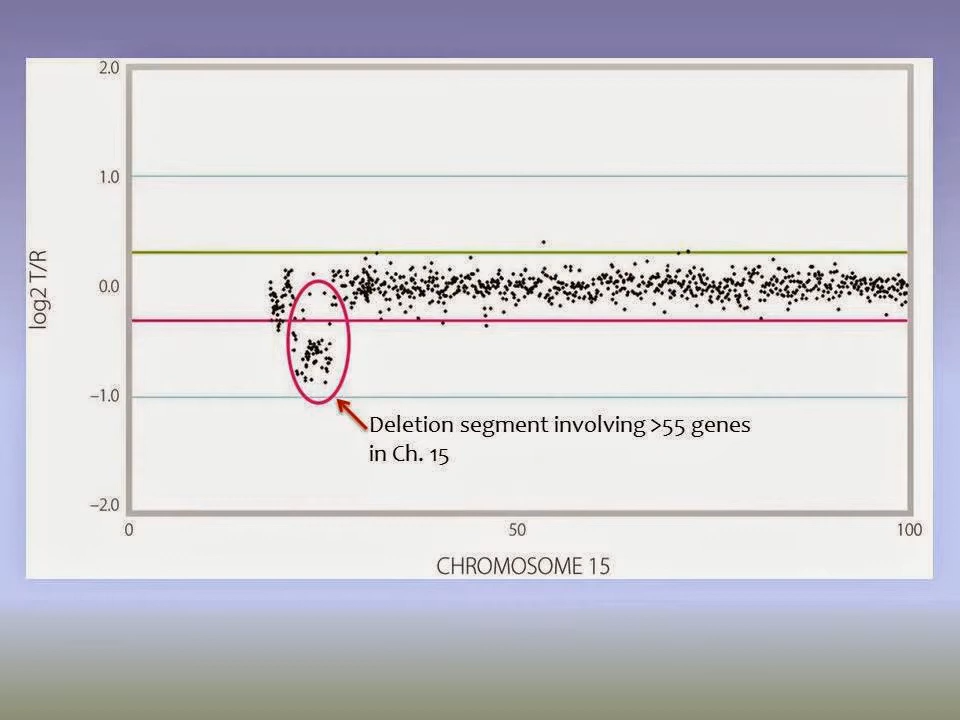 2.0
1.0
0.0
–1.0
–2.0
log2 T/R
0
50
100
CHROMOSOME 15
Deletion segment involving >55 genes
in Ch. 15